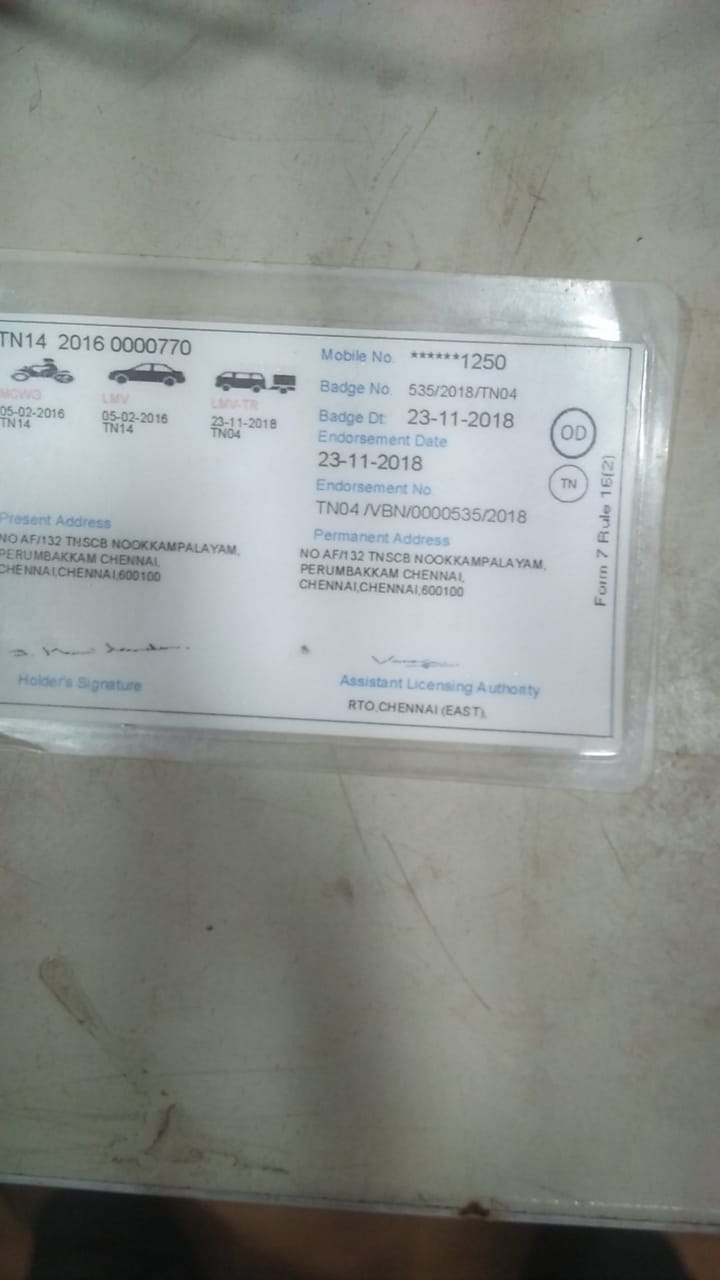 TN14 2016 0000770
MCWG
05-02-2016
TN14
LMV
05-02-2016
TN14
LMV-TR
23-11-2018
TN04
Mobile No. ******1250
Badge No. 535/2018/TN04
Badge Dt: 23-11-2018
Endorsement Date
23-11-2018
Endorsement No.
TN04 /VBN/0000535/2018
OD
TN
Form 7 Rule 16(2)
Present Address
NO AF/132 TNSCB NOOKKAMPALAYAM,
PERUMBAKKAM CHENNAI,
CHENNAI,CHENNAI,600100
Permanent Address
NO AF/132 TNSCB NOOKKAMPALAYAM,
PERUMBAKKAM CHENNAI,
CHENNAI,CHENNAI,600100
Holder's Signature
Assistant Licensing Authority
RTO,CHENNAI (EAST),